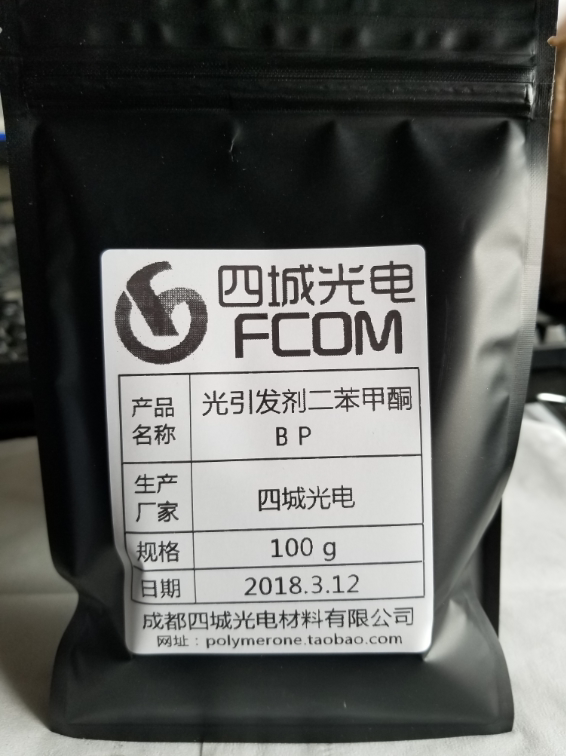 四城光电
FCOM
产品名称
光引发剂二苯甲酮
BP
生产厂家
四城光电
规格
100 g
日期
2018.3.12
成都四城光电材料有限公司
网址：polymerone.taobao.com